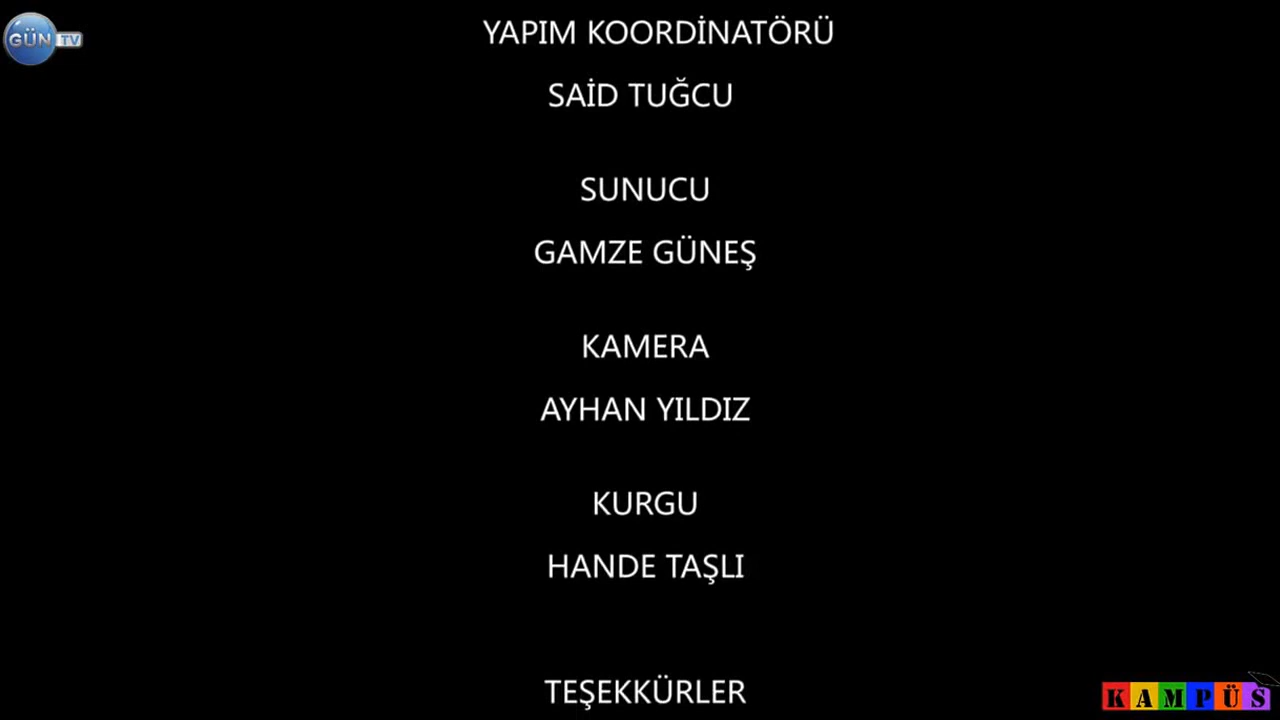 GÜN TV
YAPIM KOORDİNATÖRÜ
SAİD TUĞCU
SUNUCU
GAMZE GÜNEŞ
KAMERA
AYHAN YILDIZ
KURGU
HANDE TAŞLI
TEŞEKKÜRLER
KAMPÜS